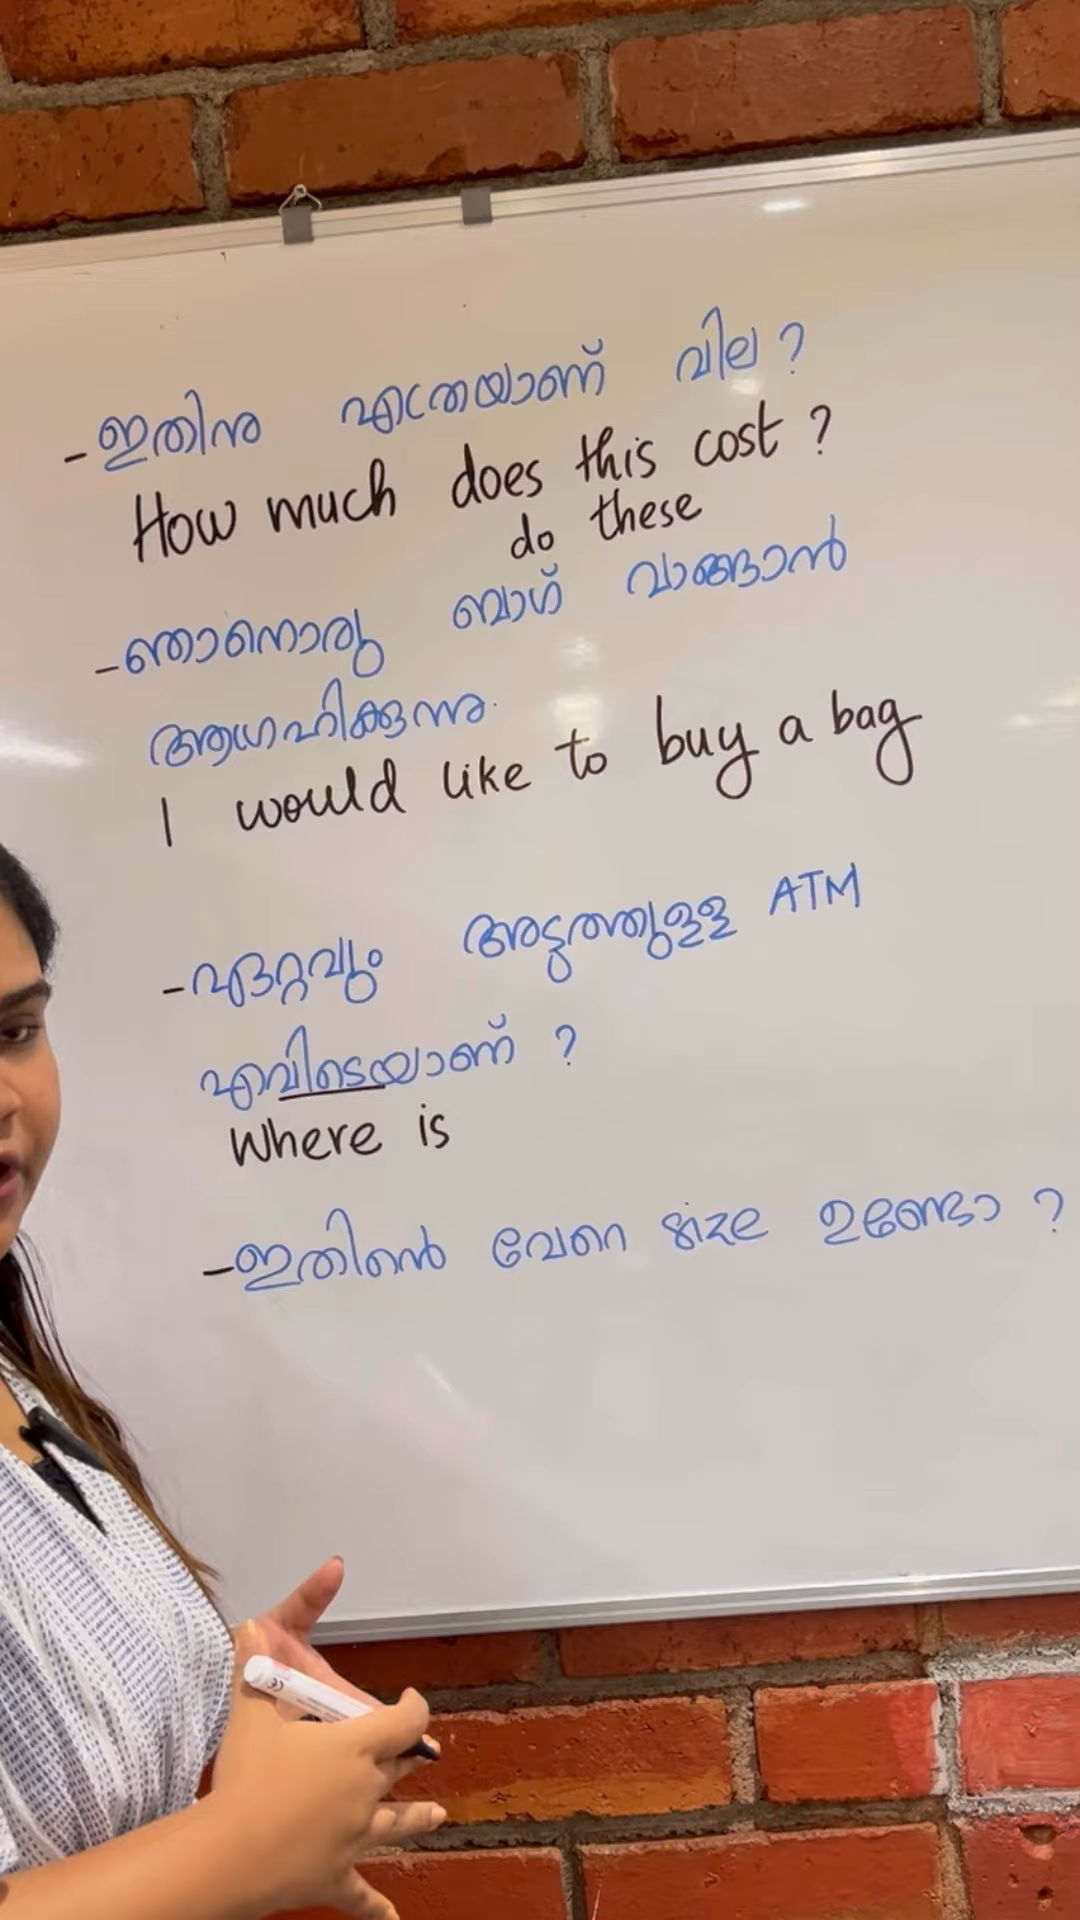 - ഇതിനു എത്രയാണ് വില ?
How much does this cost ?
do these
- ഞാനൊരു ബാഗ് വാങ്ങാൻ
ആഗ്രഹിക്കുന്നു.
I would like to buy a bag
- ഏറ്റവും അടുത്തുള്ള ATM
എവിടെയാണ് ?
Where is
- ഇതിൻെ വേറെ size ഉണ്ടോ ?